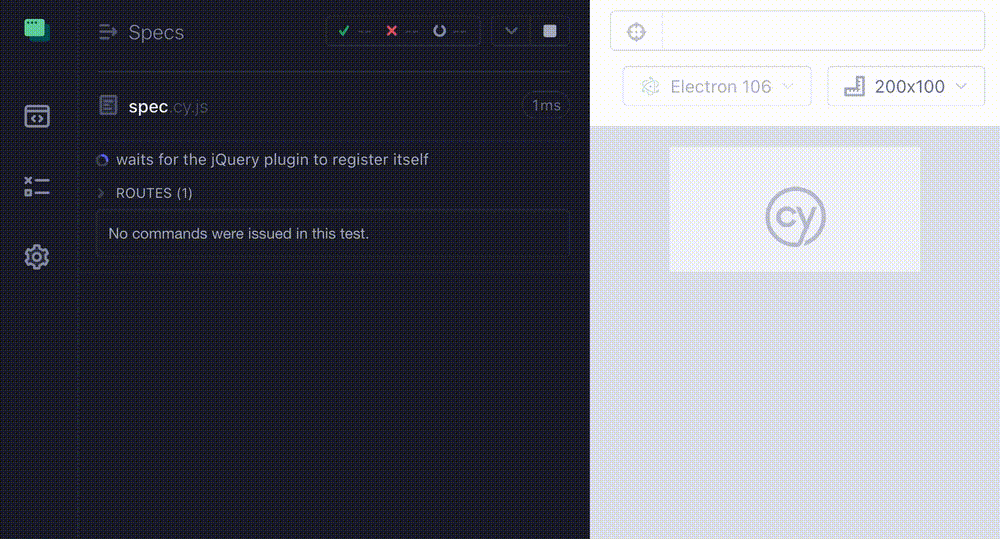 Specs
-- -- --
spec.cy.js
1ms
waits for the jQuery plugin to register itself
ROUTES (1)
No commands were issued in this test.
Electron 106
200x100
cy